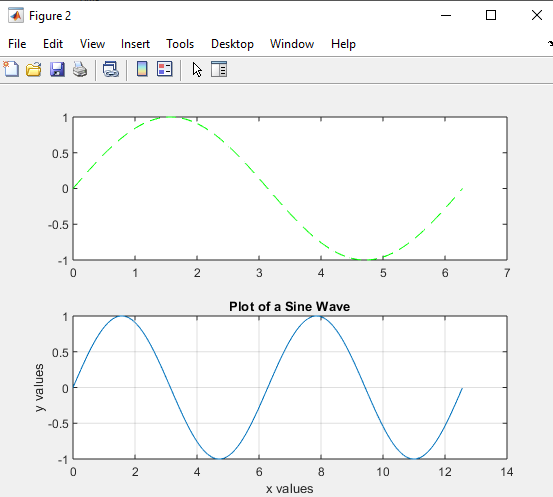 Figure 2
File Edit View Insert Tools Desktop Window Help
1
0.5
0
-0.5
-1
0 1 2 3 4 5 6 7
Plot of a Sine Wave
1
0.5
0
-0.5
-1
y values
0 2 4 6 8 10 12 14
x values